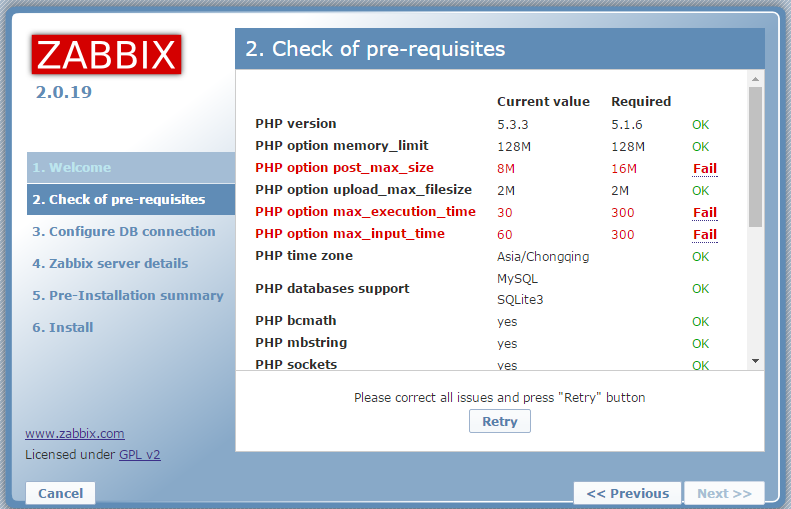 ZABBIX
2.0.19
1. Welcome
2. Check of pre-requisites
3. Configure DB connection
4. Zabbix server details
5. Pre-Installation summary
6. Install
www.zabbix.com
Licensed under GPL v2
Cancel
2. Check of pre-requisites
Current value Required
PHP version 5.3.3 5.1.6 OK
PHP option memory_limit 128M 128M OK
PHP option post_max_size 8M 16M Fail
PHP option upload_max_filesize 2M 2M OK
PHP option max_execution_time 30 300 Fail
PHP option max_input_time 60 300 Fail
PHP time zone Asia/Chongqing OK
PHP databases support MySQL SQLite3 OK
PHP bcmath yes OK
PHP mbstring yes OK
PHP sockets yes OK
Please correct all issues and press "Retry" button
Retry
<< Previous Next >>